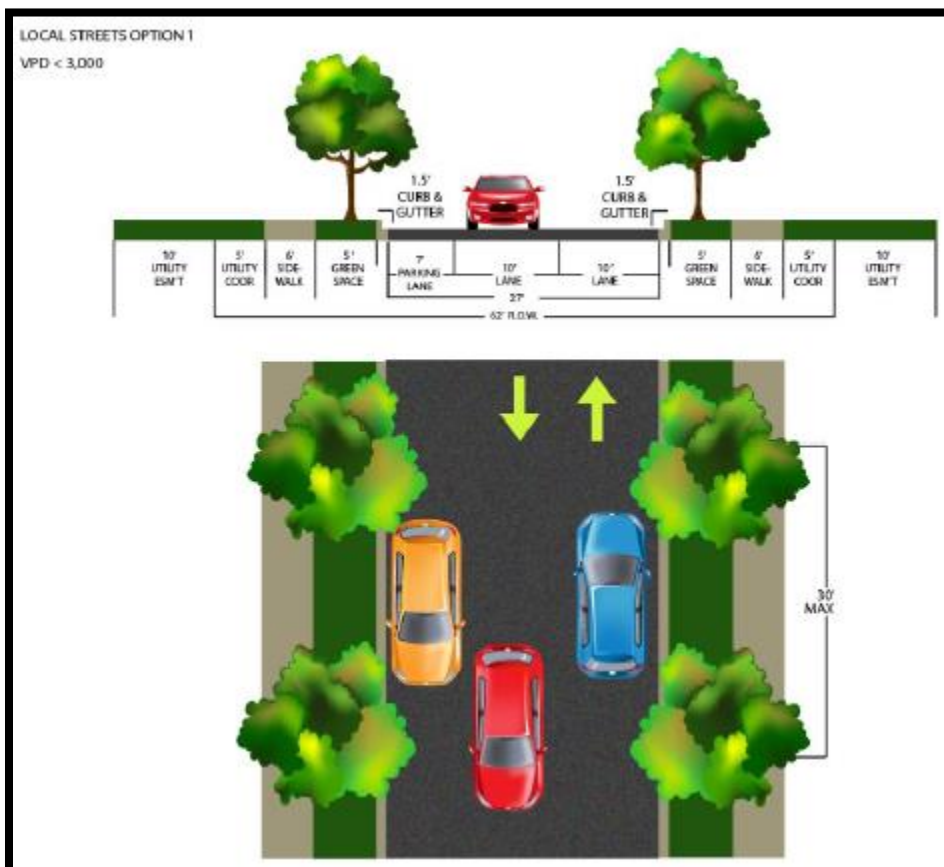 LOCAL STREETS OPTION 1
VPD < 3,000
1.5'
CURB &
GUTTER
1.5'
CURB &
GUTTER
10'
UTILITY
ESM'T
5'
UTILITY
COOR
6'
SIDE-
WALK
5'
GREEN
SPACE
7'
PARKING
LANE
10'
LANE
10'
LANE
5'
GREEN
SPACE
6'
SIDE-
WALK
5'
UTILITY
COOR
10'
UTILITY
ESM'T
27'
62' R.O.W.
30'
MAX